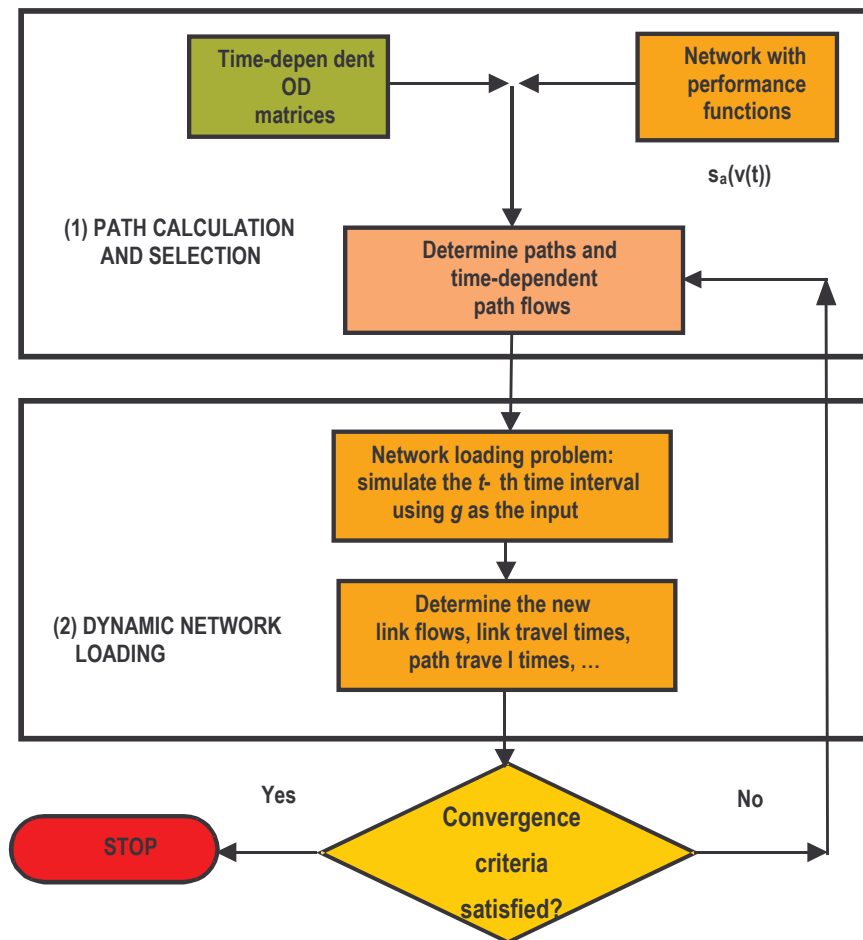 Time-depen dent
OD
matrices
Network with
performance
functions
sₐ(v(t))
(1) PATH CALCULATION
AND SELECTION
Determine paths and
time-dependent
path flows
Network loading problem:
simulate the t- th time interval
using g as the input
(2) DYNAMIC NETWORK
LOADING
Determine the new
link flows, link travel times,
path trave l times, …
Yes
No
STOP
Convergence
criteria
satisfied?